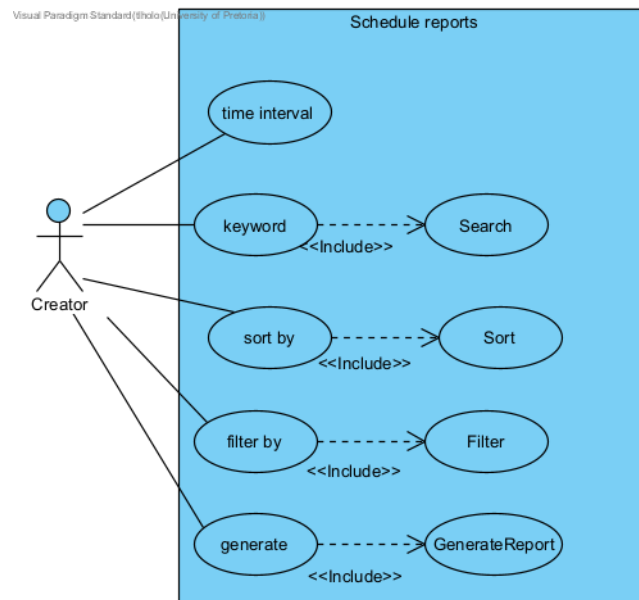 Visual Paradigm Standard(tlholo(University of Pretoria))
Schedule reports
time interval
keyword
<<Include>>
Search
Creator
sort by
<<Include>>
Sort
filter by
<<Include>>
Filter
generate
<<Include>>
GenerateReport